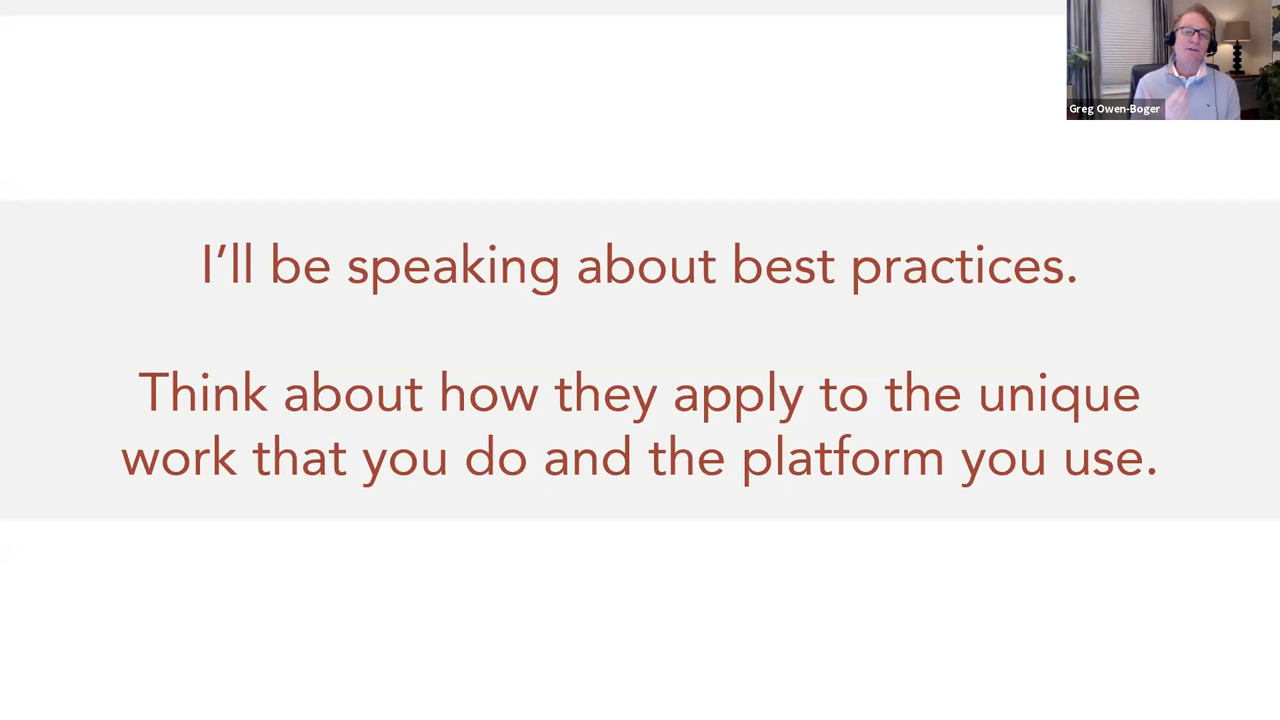 Greg Owen-Boger
I’ll be speaking about best practices.
Think about how they apply to the unique
work that you do and the platform you use.